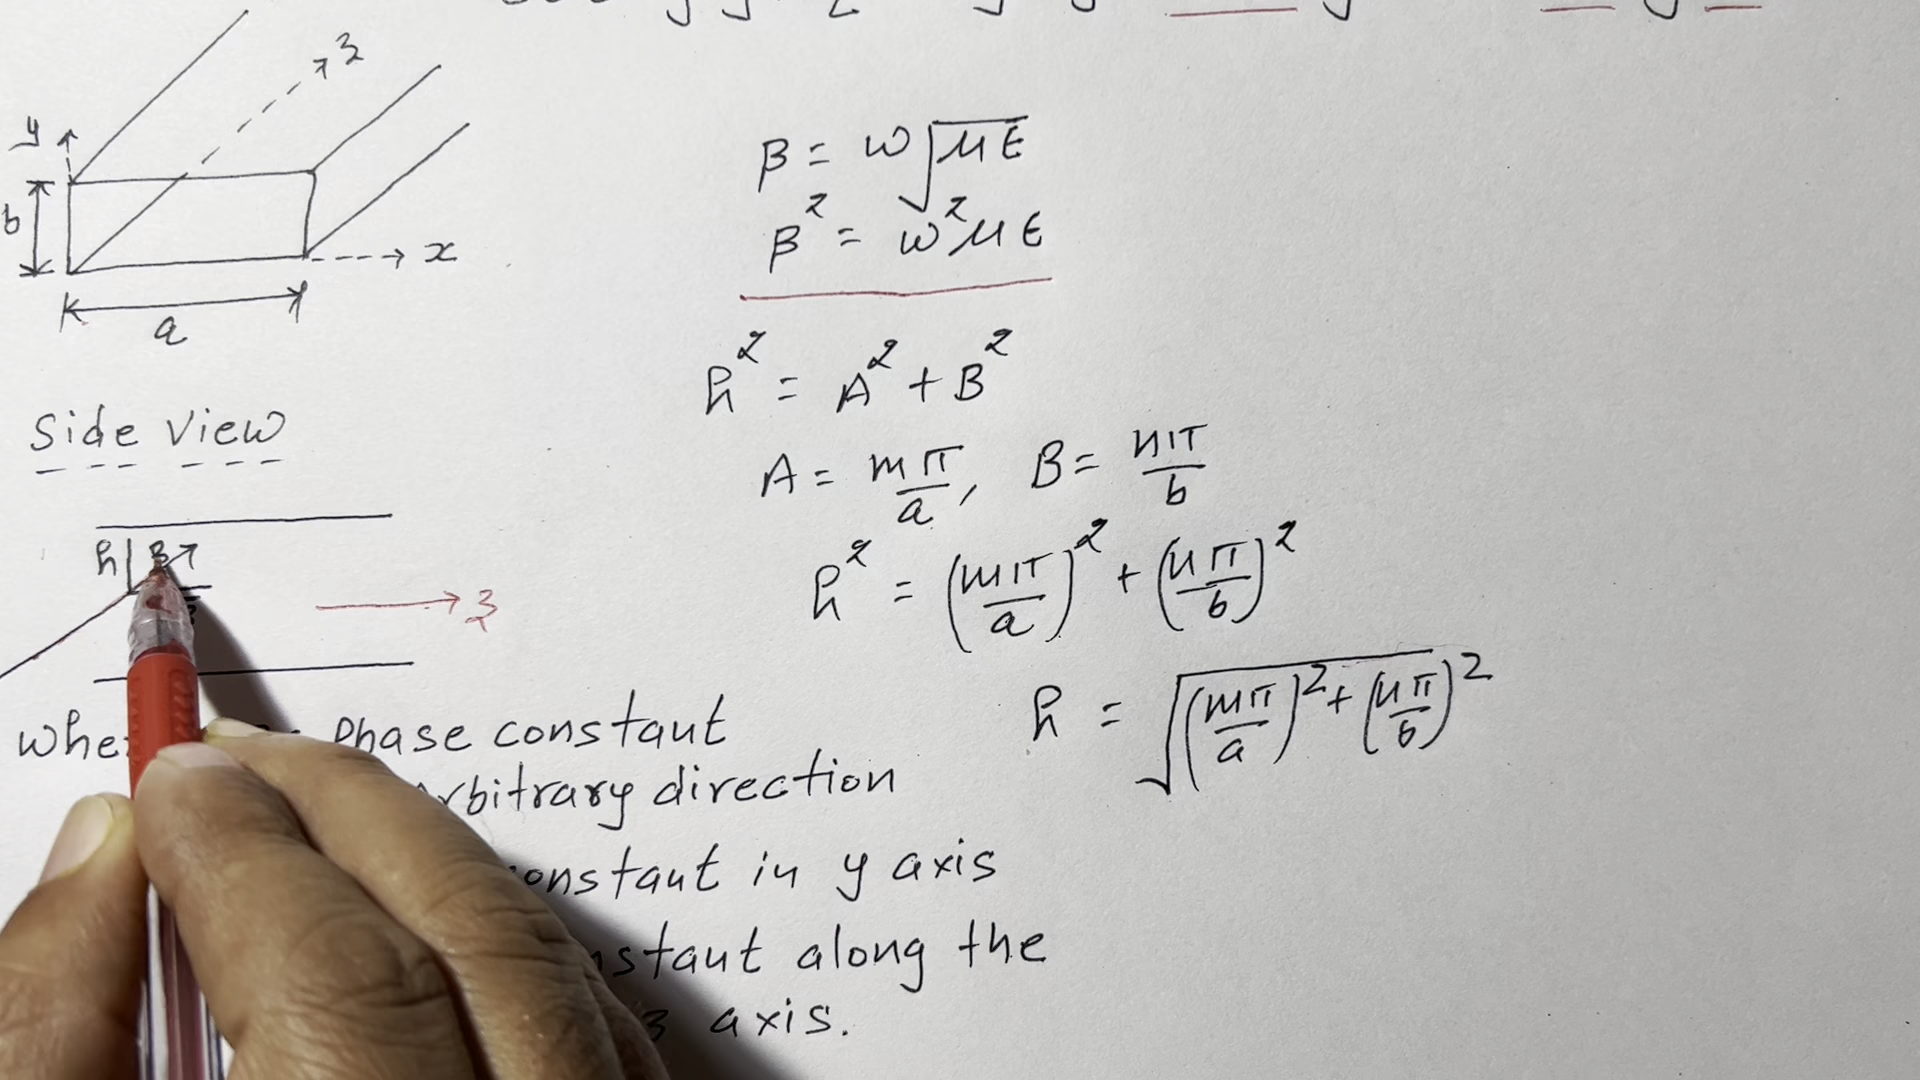 z
y
b
x
a
β = ω√με
β² = ω²με
h² = A² + B²
Side View
A = mπ/a, B = nπ/b
h β
h² = (mπ/a)² + (nπ/b)²
z
h = √(mπ/a)² + (nπ/b)²
Phase constant
Arbitrary direction
constant in y axis
along the
z axis.